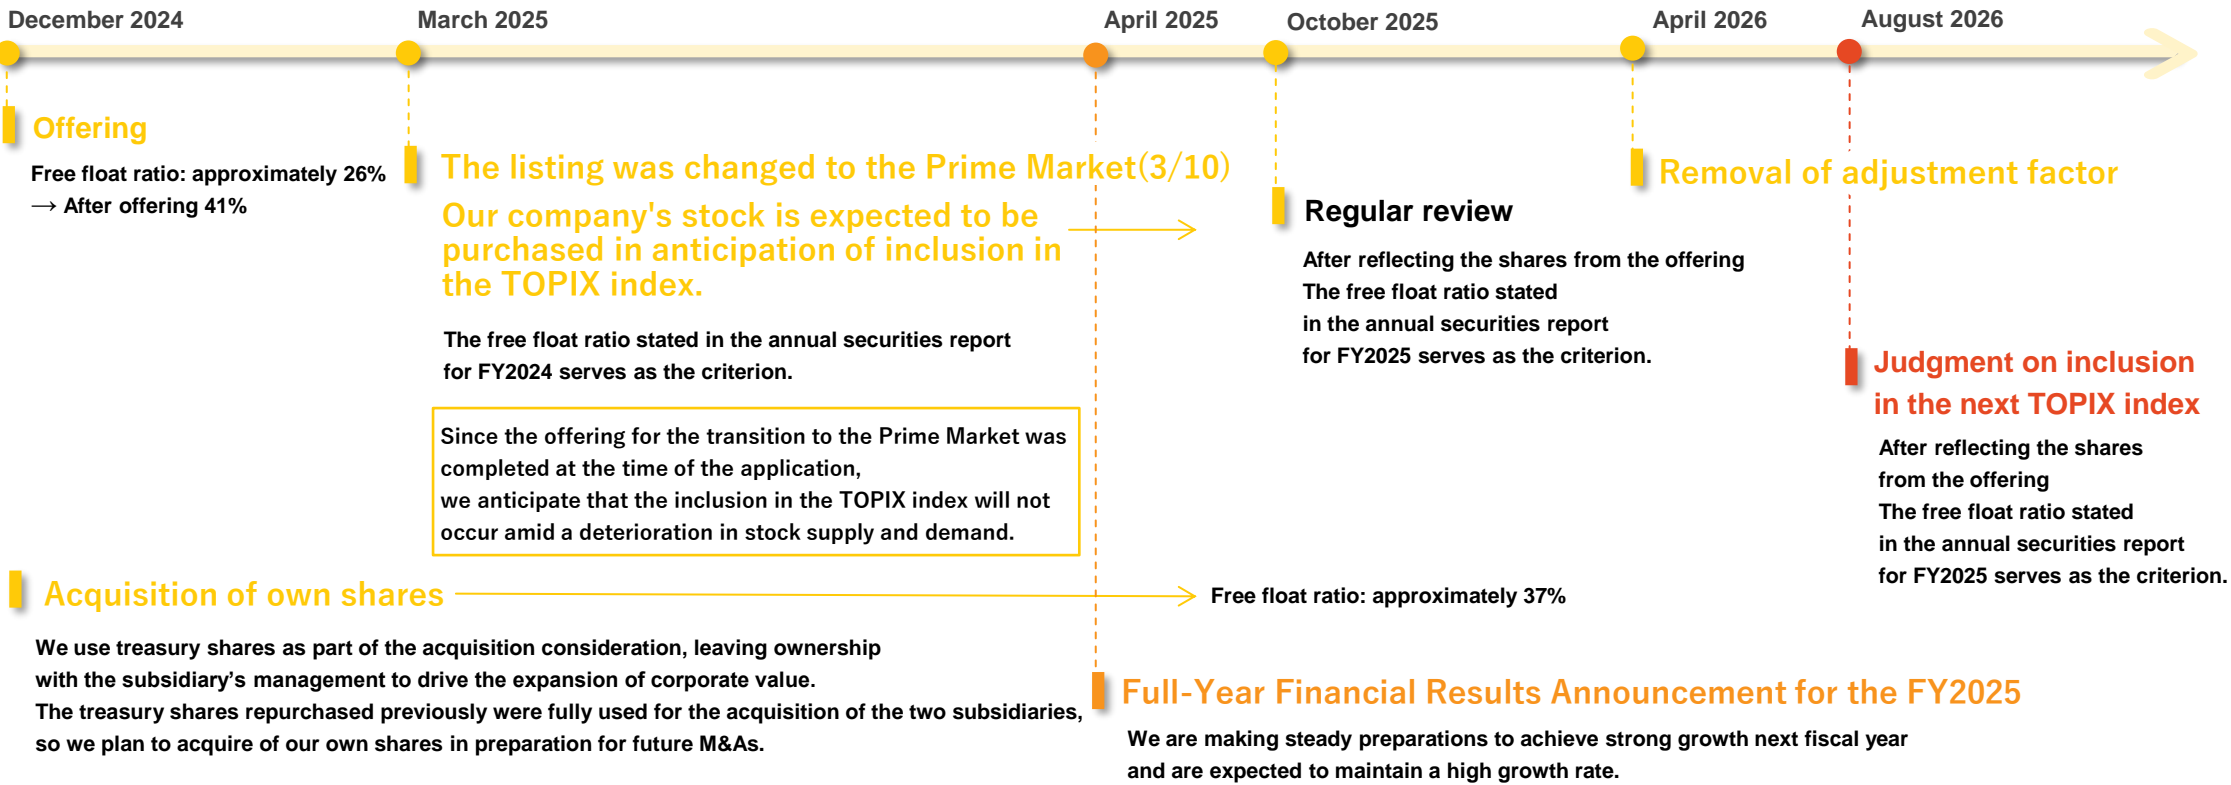 December 2024
March 2025
April 2025
October 2025
April 2026
August 2026
Offering
Free float ratio: approximately 26%
→ After offering 41%
The listing was changed to the Prime Market(3/10)
Our company's stock is expected to be
purchased in anticipation of inclusion in
the TOPIX index.
The free float ratio stated in the annual securities report
for FY2024 serves as the criterion.
Since the offering for the transition to the Prime Market was
completed at the time of the application,
we anticipate that the inclusion in the TOPIX index will not
occur amid a deterioration in stock supply and demand.
Regular review
After reflecting the shares from the offering
The free float ratio stated
in the annual securities report
for FY2025 serves as the criterion.
Removal of adjustment factor
Judgment on inclusion
in the next TOPIX index
After reflecting the shares
from the offering
The free float ratio stated
in the annual securities report
for FY2025 serves as the criterion.
Acquisition of own shares
Free float ratio: approximately 37%
We use treasury shares as part of the acquisition consideration, leaving ownership
with the subsidiary’s management to drive the expansion of corporate value.
The treasury shares repurchased previously were fully used for the acquisition of the two subsidiaries,
so we plan to acquire of our own shares in preparation for future M&As.
Full-Year Financial Results Announcement for the FY2025
We are making steady preparations to achieve strong growth next fiscal year
and are expected to maintain a high growth rate.